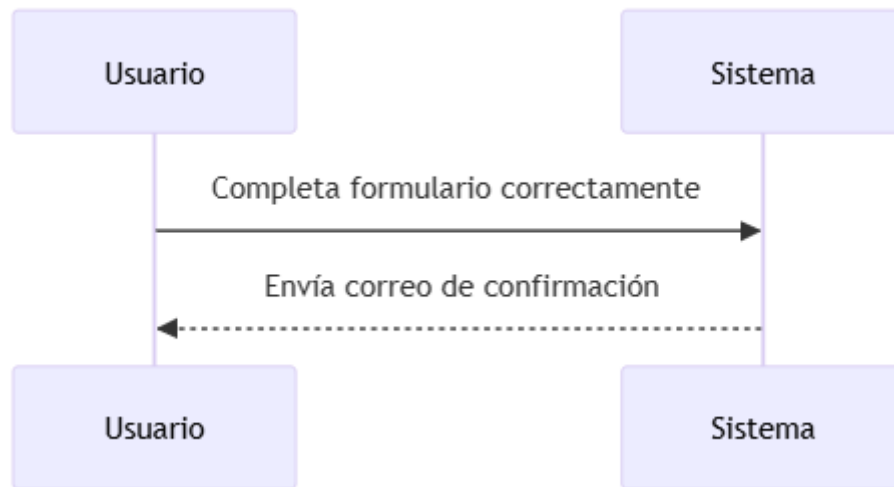 Usuario
Sistema
Completa formulario correctamente
Envía correo de confirmación
Usuario
Sistema